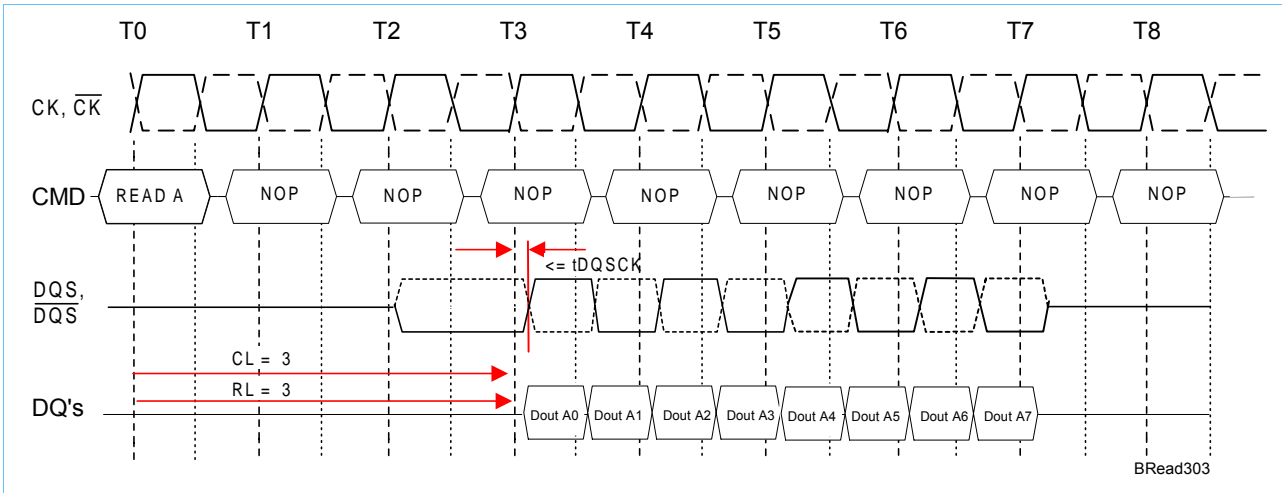 T0 T1 T2 T3 T4 T5 T6 T7 T8
CK, CK
CMD READ A NOP NOP NOP NOP NOP NOP NOP NOP
<= tDQSCK
DQS,
DQS
CL = 3
RL = 3
DQ's Dout A0 Dout A1 Dout A2 Dout A3 Dout A4 Dout A5 Dout A6 Dout A7
BRead303